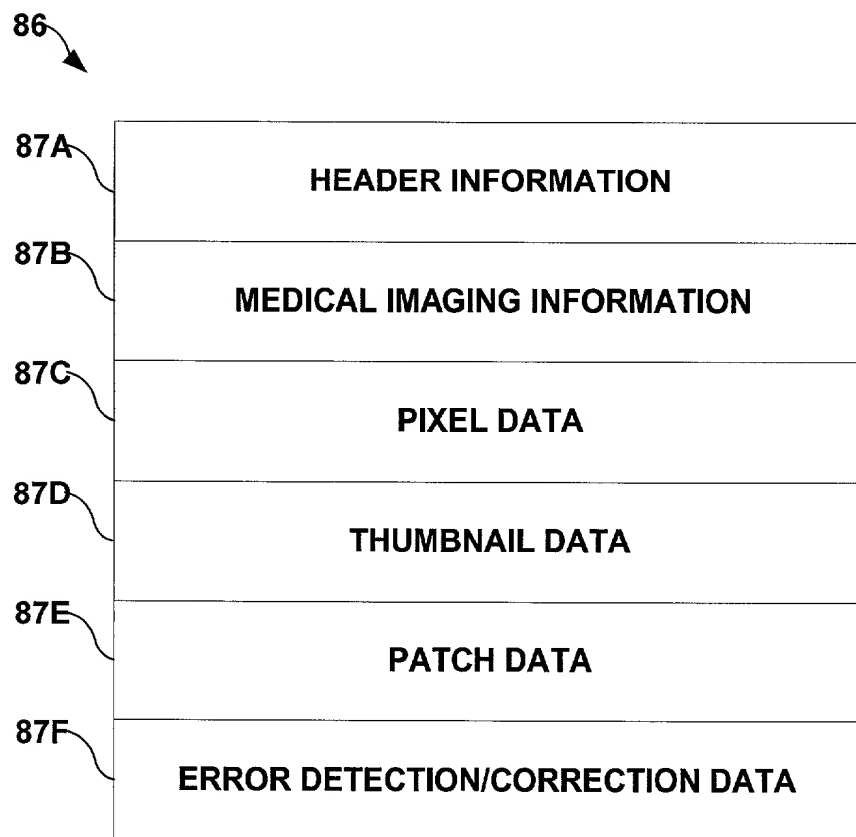 86
87A
HEADER INFORMATION
87B
MEDICAL IMAGING INFORMATION
87C
PIXEL DATA
87D
THUMBNAIL DATA
87E
PATCH DATA
87F
ERROR DETECTION/CORRECTION DATA